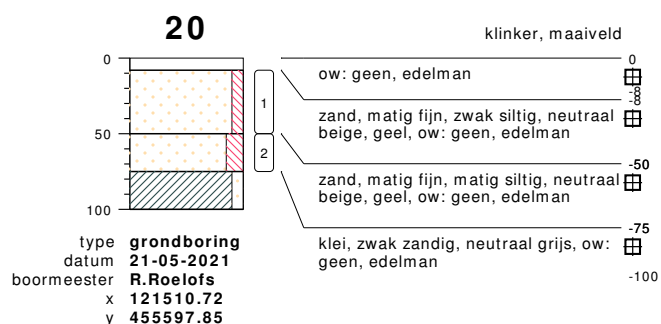 20
klinker, maaiveld
0
0
ow: geen, edelman
-8
-8
1
zand, matig fijn, zwak siltig, neutraal
beige, geel, ow: geen, edelman
50
2
-50
zand, matig fijn, matig siltig, neutraal
beige, geel, ow: geen, edelman
100
-75
klei, zwak zandig, neutraal grijs, ow:
geen, edelman
-100
type grondboring
datum 21-05-2021
boormeester R.Roelofs
x 121510.72
y 455597.85